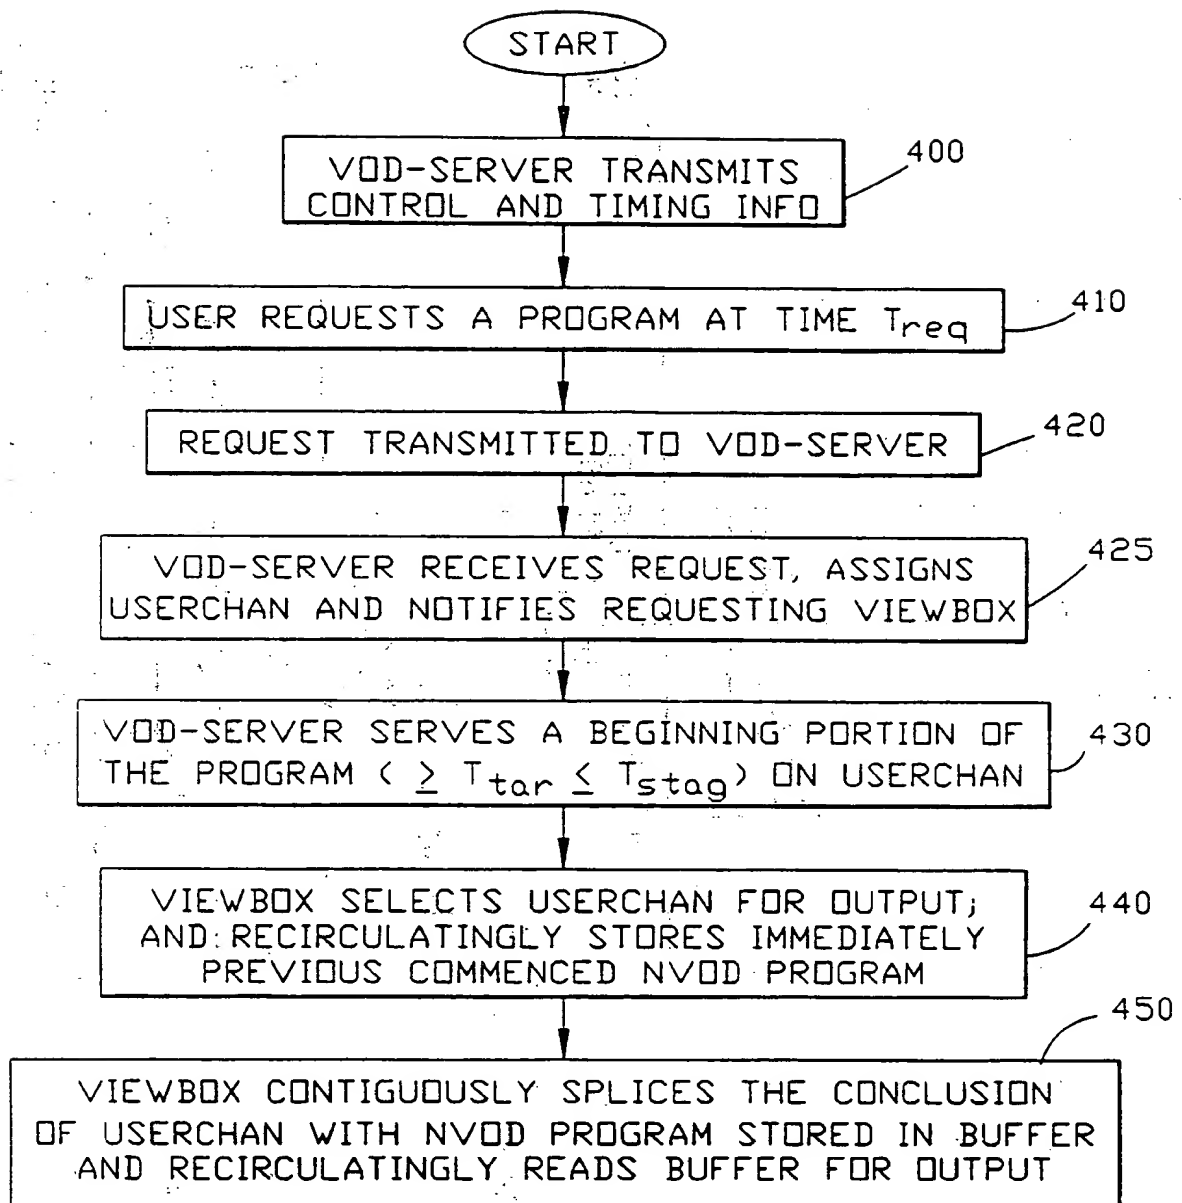 START
VOD-SERVER TRANSMITS
CONTROL AND TIMING INFO
400
USER REQUESTS A PROGRAM AT TIME Treq
410
REQUEST TRANSMITTED TO VOD-SERVER
420
VOD-SERVER RECEIVES REQUEST, ASSIGNS
USERCHAN AND NOTIFIES REQUESTING VIEWBOX
425
VOD-SERVER SERVES A BEGINNING PORTION OF
THE PROGRAM ( ≥ Ttar ≤ Tstag) ON USERCHAN
430
VIEWBOX SELECTS USERCHAN FOR OUTPUT;
AND RECIRCULATINGLY STORES IMMEDIATELY
PREVIOUS COMMENCED NVOD PROGRAM
440
450
VIEWBOX CONTIGUOUSLY SPLICES THE CONCLUSION
OF USERCHAN WITH NVOD PROGRAM STORED IN BUFFER
AND RECIRCULATINGLY READS BUFFER FOR OUTPUT